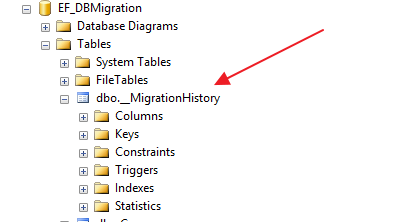 EF_DBMigration
Database Diagrams
Tables
System Tables
FileTables
dbo.__MigrationHistory
Columns
Keys
Constraints
Triggers
Indexes
Statistics